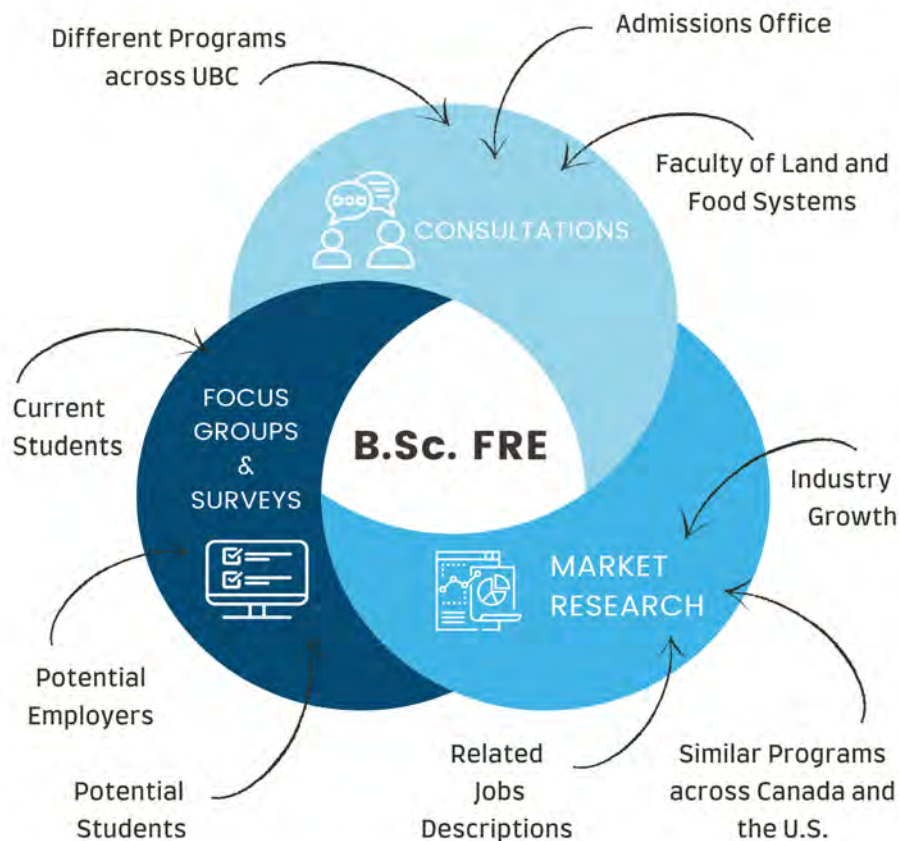 Different Programs
across UBC
Admissions Office
Faculty of Land and
Food Systems
CONSULTATIONS
Current
Students
FOCUS
GROUPS
&
SURVEYS
B.Sc. FRE
Industry
Growth
MARKET
RESEARCH
Potential
Employers
Potential
Students
Related
Jobs
Descriptions
Similar Programs
across Canada and
the U.S.